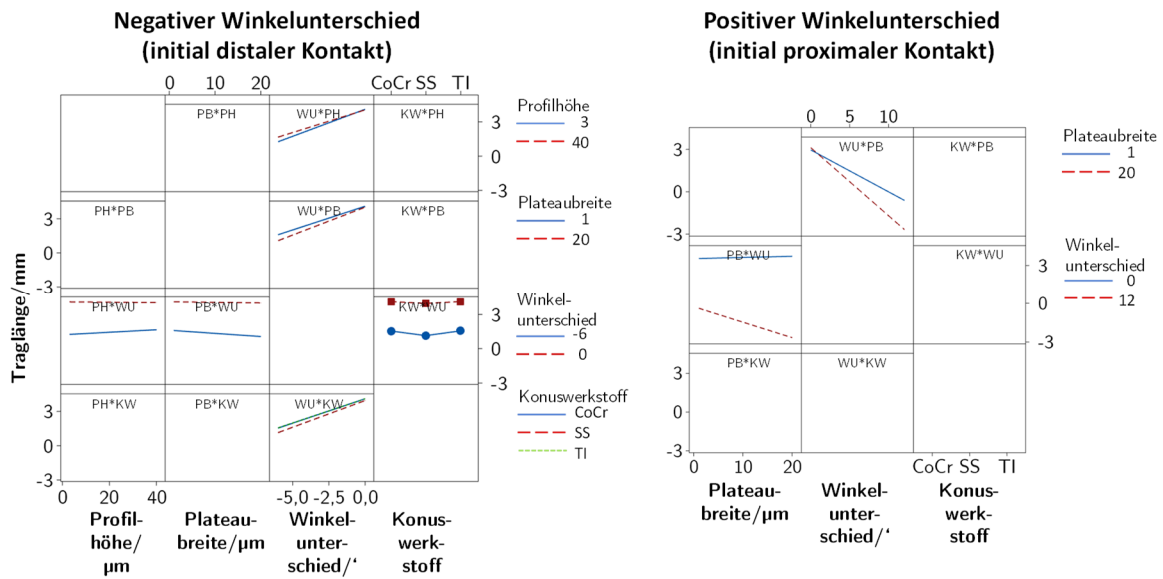 Negativer Winkelunterschied
(initial distaler Kontakt)
0 10 20 CoCr SS TI
PB*PH WU*PH KW*PH
3
0
-3
Profilhöhe
3
40
PH*PB WU*PB KW*PB
3
0
-3
Plateaubreite
1
20
PH*WU PB*WU KW*WU
3
0
-3
Winkel-
unterschied
-6
0
PH*KW PB*KW WU*KW
3
0
-3
Konuswerkstoff
CoCr
SS
TI
Traglänge/mm
0 20 40 -5,0 -2,5 0,0
Profil-
höhe/
µm
Plateau-
breite/µm
Winkel-
unter-
schied/‘
Konus-
werk-
stoff
Positiver Winkelunterschied
(initial proximaler Kontakt)
0 5 10
WU*PB KW*PB
3
0
-3
Plateaubreite
1
20
PB*WU KW*WU
3
0
-3
Winkel-
unterschied
0
12
PB*KW WU*KW
3
0
-3
0 10 20 CoCr SS TI
Plateau-
breite/µm
Winkel-
unter-
schied/‘
Konus-
werk-
stoff